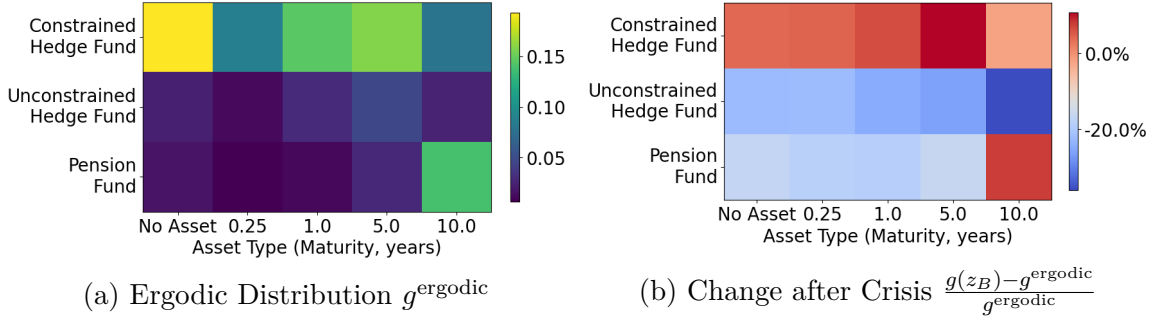 Constrained
Hedge Fund
Unconstrained
Hedge Fund
Pension
Fund
No Asset 0.25 1.0 5.0 10.0
Asset Type (Maturity, years)
0.15
0.10
0.05
(a) Ergodic Distribution g^ergodic
Constrained
Hedge Fund
Unconstrained
Hedge Fund
Pension
Fund
No Asset 0.25 1.0 5.0 10.0
Asset Type (Maturity, years)
0.0%
-20.0%
(b) Change after Crisis \frac{g(z_B)-g^{ergodic}}{g^{ergodic}}